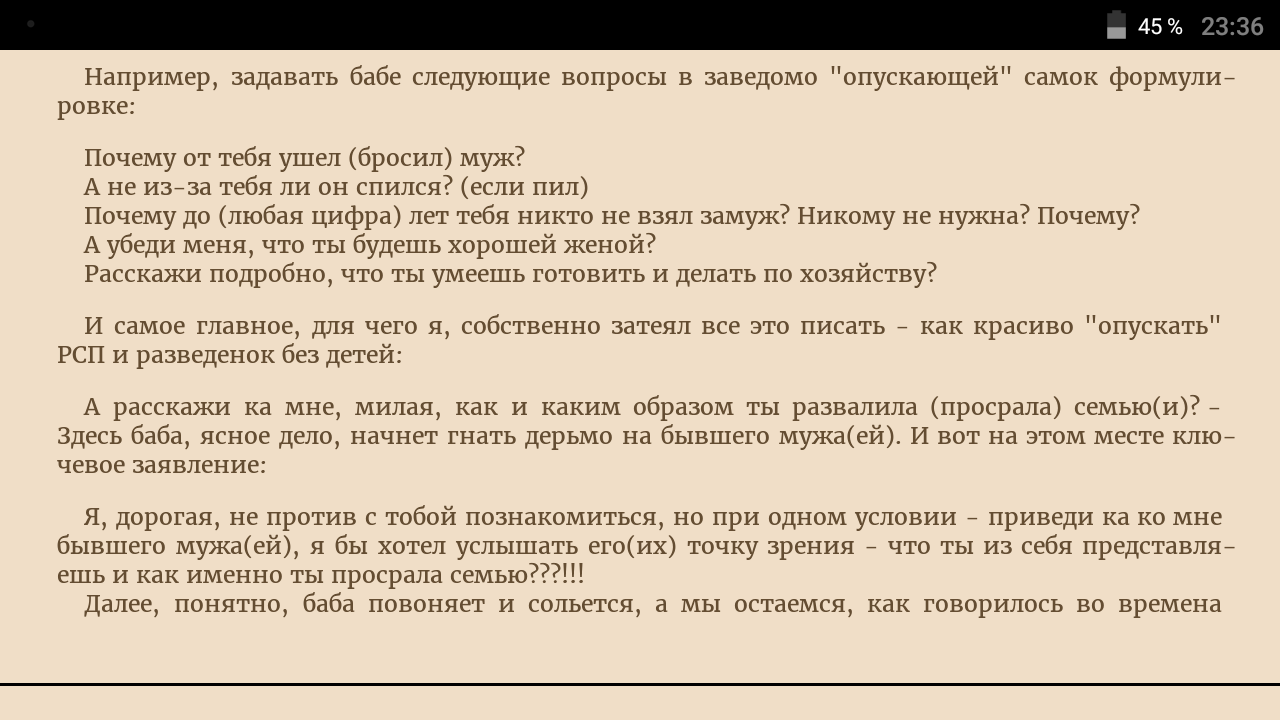 45 % 23:36
Например, задавать бабе следующие вопросы в заведомо "опускающей" самок формули-
ровке:
Почему от тебя ушел (бросил) муж?
А не из-за тебя ли он спился? (если пил)
Почему до (любая цифра) лет тебя никто не взял замуж? Никому не нужна? Почему?
А убеди меня, что ты будешь хорошей женой?
Расскажи подробно, что ты умеешь готовить и делать по хозяйству?
И самое главное, для чего я, собственно затеял все это писать - как красиво "опускать"
РСП и разведенок без детей:
А расскажи ка мне, милая, как и каким образом ты развалила (просрала) семью(и)? -
Здесь баба, ясное дело, начнет гнать дерьмо на бывшего мужа(ей). И вот на этом месте клю-
чевое заявление:
Я, дорогая, не против с тобой познакомиться, но при одном условии - приведи ка ко мне
бывшего мужа(ей), я бы хотел услышать его(их) точку зрения - что ты из себя представля-
ешь и как именно ты просрала семью???!!!
Далее, понятно, баба повоняет и сольется, а мы остаемся, как говорилось во времена